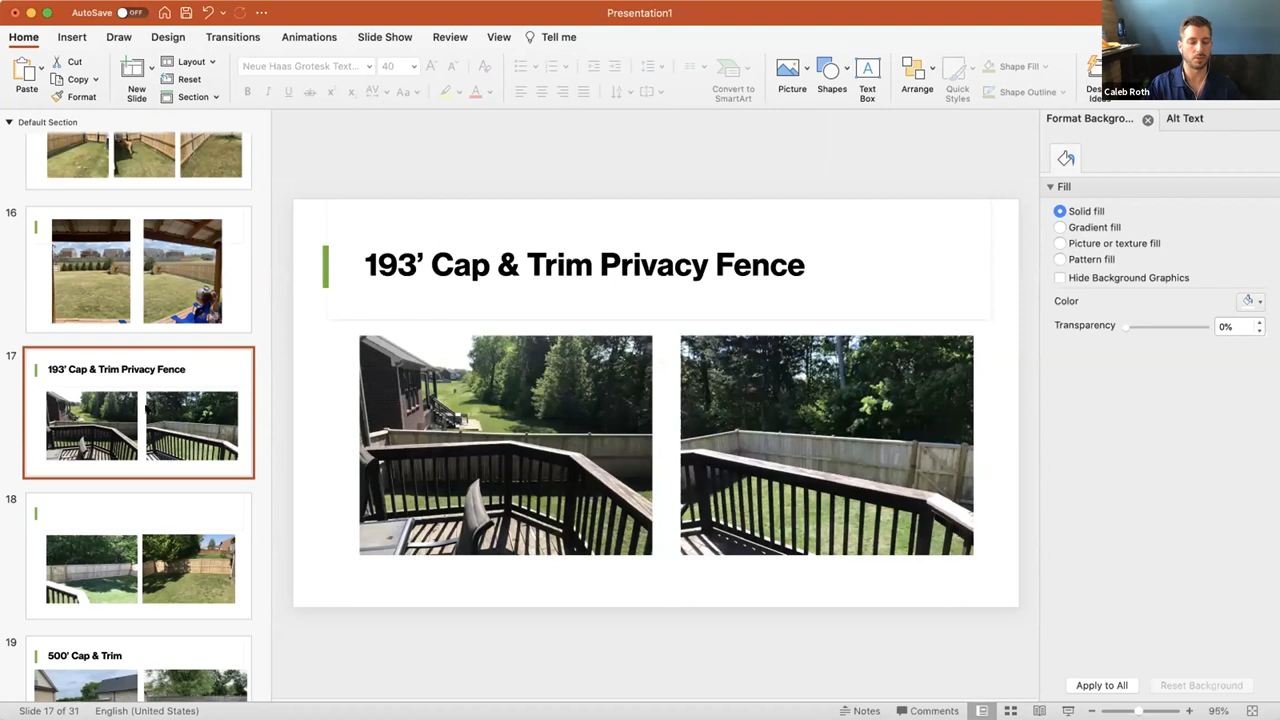 AutoSave OFF
Presentation1
Home Insert Draw Design Transitions Animations Slide Show Review View Tell me
Paste
Cut
Copy
Format
New Slide
Layout
Reset
Section
Neue Haas Grotesk Text... 40
Convert to SmartArt
Picture
Shapes
Text Box
Arrange
Quick Styles
Shape Fill
Shape Outline
Caleb Roth
Default Section
16
17
193’ Cap & Trim Privacy Fence
18
19
500’ Cap & Trim
193’ Cap & Trim Privacy Fence
Format Backgro...
Alt Text
Fill
Solid fill
Gradient fill
Picture or texture fill
Pattern fill
Hide Background Graphics
Color
Transparency 0%
Apply to All
Reset Background
Slide 17 of 31 English (United States)
Notes Comments 95%